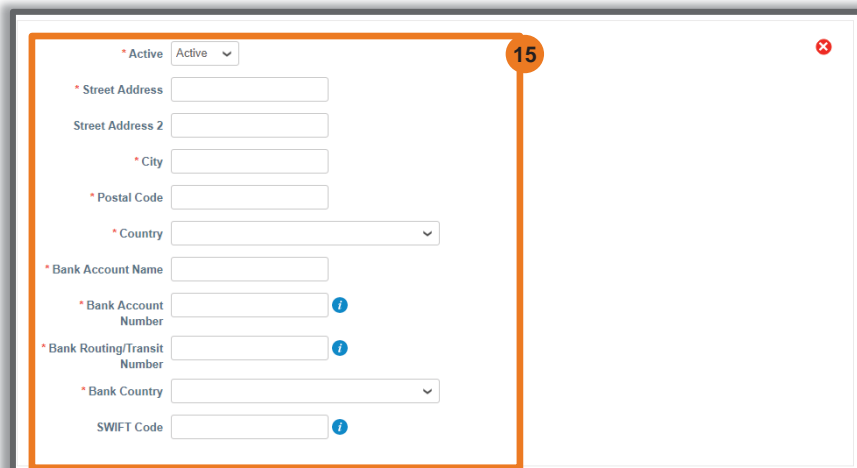 * Active Active
15
* Street Address
Street Address 2
* City
* Postal Code
* Country
* Bank Account Name
* Bank Account
Number
* Bank Routing/Transit
Number
* Bank Country
SWIFT Code